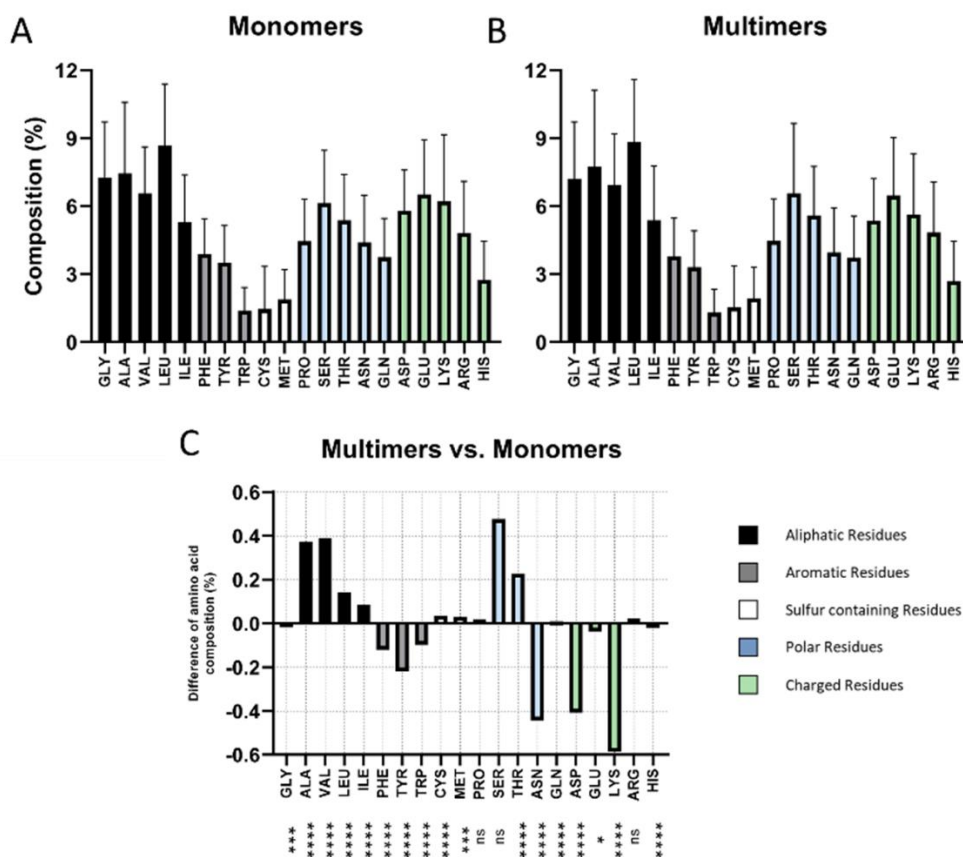 A
Monomers
Composition (%)
12
9
6
3
0
GLY
ALA
VAL
LEU
ILE
PHE
TYR
TRP
CYS
MET
PRO
SER
THR
ASN
GLN
ASP
GLU
LYS
ARG
HIS
B
Multimers
12
9
6
3
0
GLY
ALA
VAL
LEU
ILE
PHE
TYR
TRP
CYS
MET
PRO
SER
THR
ASN
GLN
ASP
GLU
LYS
ARG
HIS
C
Multimers vs. Monomers
Difference of amino acid
composition (%)
0.6
0.4
0.2
0.0
-0.2
-0.4
-0.6
GLY
ALA
VAL
LEU
ILE
PHE
TYR
TRP
CYS
MET
PRO
SER
THR
ASN
GLN
ASP
GLU
LYS
ARG
HIS
***
****
****
****
****
****
****
****
****
***
ns
ns
****
****
****
****
*
****
ns
****
Aliphatic Residues
Aromatic Residues
Sulfur containing Residues
Polar Residues
Charged Residues